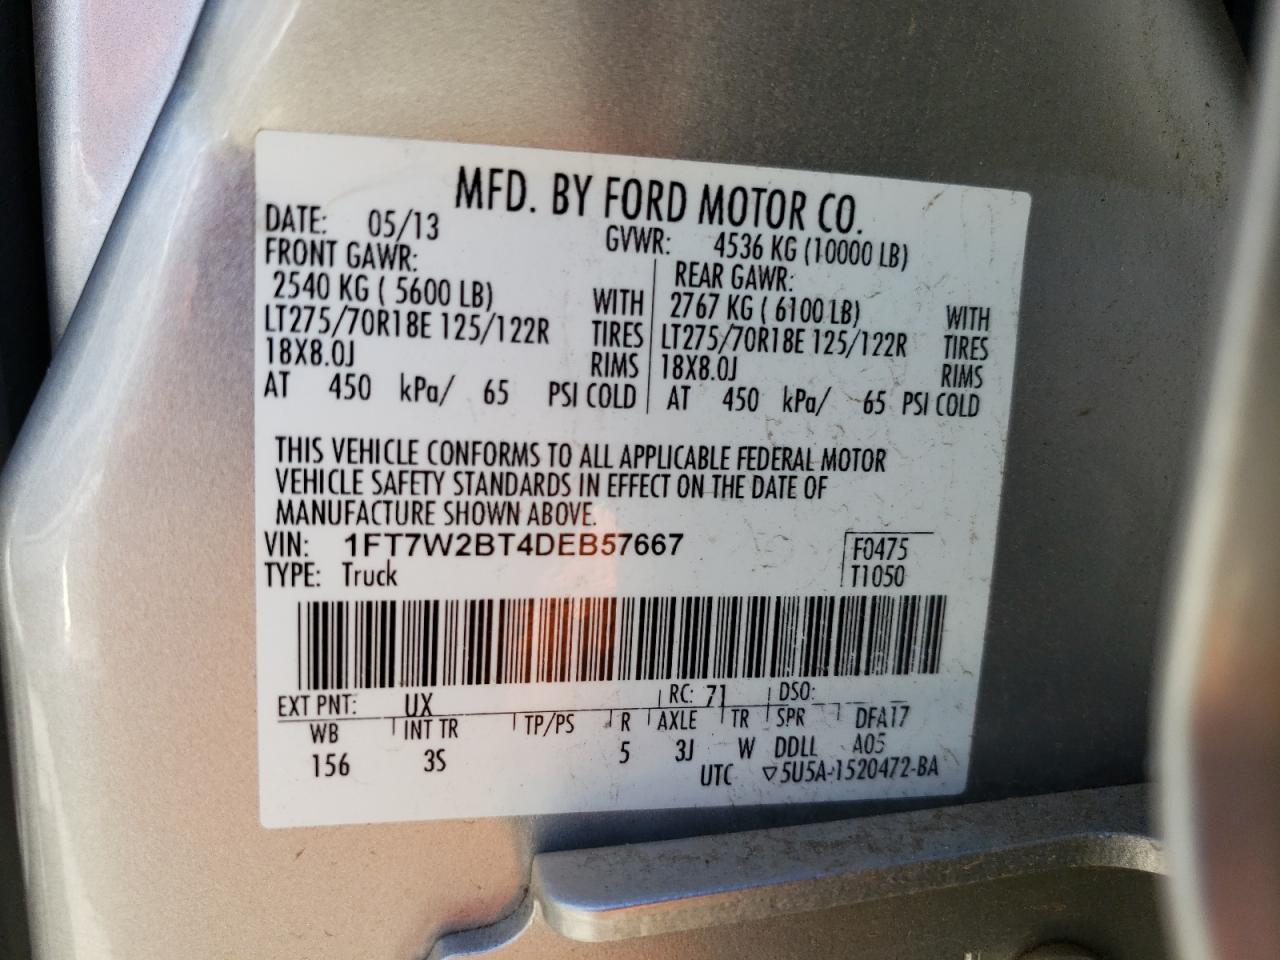 MFD. BY FORD MOTOR CO.
DATE: 05/13 GVWR: 4536 KG (10000 LB)
FRONT GAWR: REAR GAWR:
2540 KG ( 5600 LB) WITH 2767 KG ( 6100 LB) WITH
LT275/70R18E 125/122R TIRES LT275/70R18E 125/122R TIRES
18X8.0J RIMS 18X8.0J RIMS
AT 450 kPa/ 65 PSI COLD AT 450 kPa/ 65 PSI COLD
THIS VEHICLE CONFORMS TO ALL APPLICABLE FEDERAL MOTOR
VEHICLE SAFETY STANDARDS IN EFFECT ON THE DATE OF
MANUFACTURE SHOWN ABOVE.
VIN: 1FT7W2BT4DEB57667 F0475
TYPE: Truck T1050
EXT PNT: UX RC: 71 DSO:
WB INT TR TP/PS R AXLE TR SPR DFA17
156 3S 5 3J W DDLL A05
UTC ▽5U5A-1520472-BA